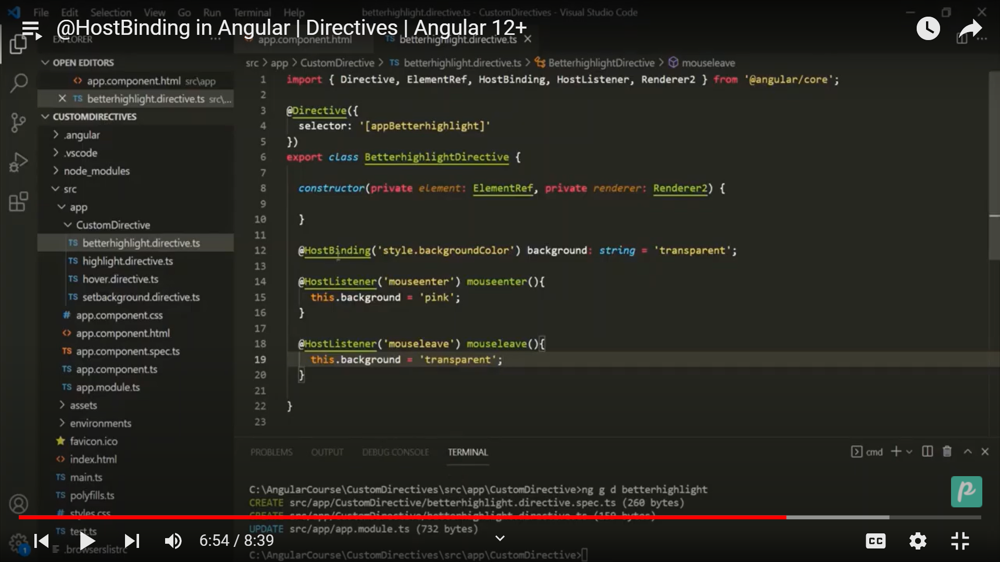 File Edit Selection View Go Run Terminal Help
betterhighlight.directive.ts - CustomDirectives - Visual Studio Code
@HostBinding in Angular | Directives | Angular 12+
EXPLORER
app.component.html
TS betterhighlight.directive.ts
OPEN EDITORS
app.component.html src\app
TS betterhighlight.directive.ts src\...
CUSTOMDIRECTIVES
.angular
.vscode
node_modules
src
app
CustomDirective
TS betterhighlight.directive.ts
TS highlight.directive.ts
TS hover.directive.ts
TS setbackground.directive.ts
# app.component.css
<> app.component.html
TS app.component.spec.ts
TS app.component.ts
TS app.module.ts
assets
environments
favicon.ico
<> index.html
TS main.ts
TS polyfills.ts
# styles.css
TS test.ts
.browserslistrc
src > app > CustomDirective > TS betterhighlight.directive.ts > BetterhighlightDirective > mouseleave
1 import { Directive, ElementRef, HostBinding, HostListener, Renderer2 } from '@angular/core';
2
3 @Directive({
4 selector: '[appBetterhighlight]'
5 })
6 export class BetterhighlightDirective {
7
8 constructor(private element: ElementRef, private renderer: Renderer2) {
9
10 }
11
12 @HostBinding('style.backgroundColor') background: string = 'transparent';
13
14 @HostListener('mouseenter') mouseenter(){
15 this.background = 'pink';
16 }
17
18 @HostListener('mouseleave') mouseleave(){
19 this.background = 'transparent';
20 }
21
22 }
23
PROBLEMS OUTPUT DEBUG CONSOLE TERMINAL
cmd
C:\AngularCourse\CustomDirectives\src\app\CustomDirective>ng g d betterhighlight
CREATE src/app/CustomDirective/betterhighlight.directive.spec.ts (260 bytes)
CREATE src/app/CustomDirective/betterhighlight.directive.ts (159 bytes)
UPDATE src/app/app.module.ts (732 bytes)
C:\AngularCourse\CustomDirectives\src\app\CustomDirective>
p
1
6:54 / 8:39
CC